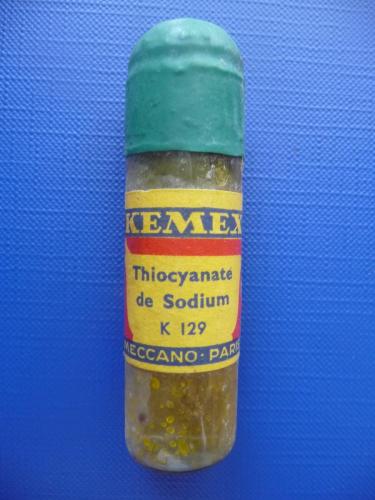 KEMEX
Thiocyanate
de Sodium
K 129
MECCANO - PARIS